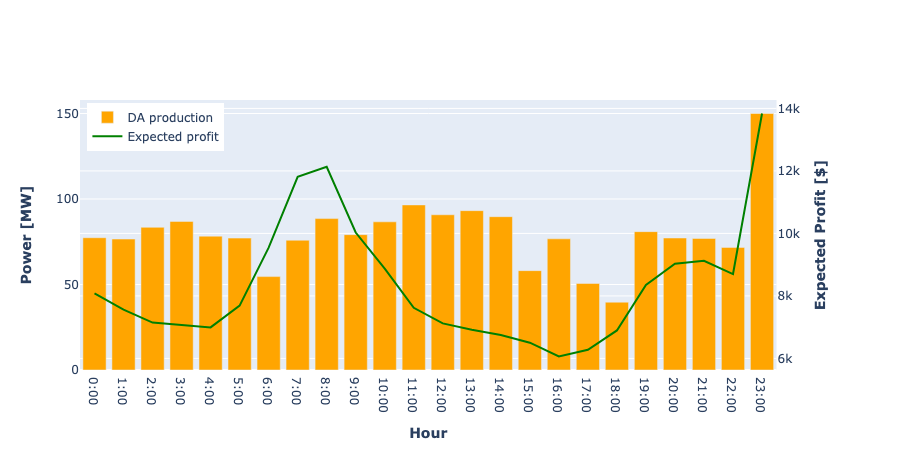 DA production
Expected profit
Power [MW]
150
100
50
0
14k
12k
10k
8k
6k
Expected Profit [$]
0:00 1:00 2:00 3:00 4:00 5:00 6:00 7:00 8:00 9:00 10:00 11:00 12:00 13:00 14:00 15:00 16:00 17:00 18:00 19:00 20:00 21:00 22:00 23:00
Hour